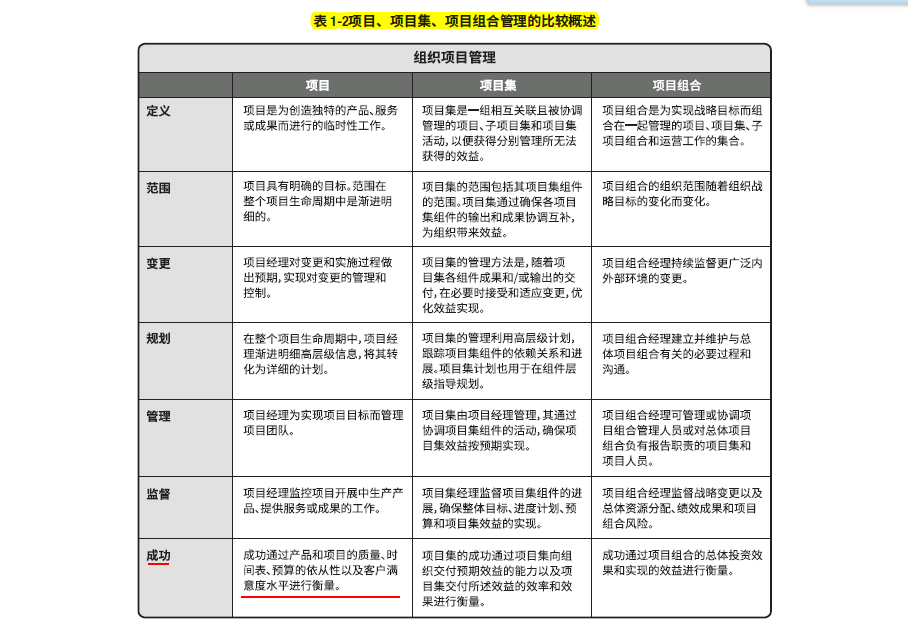 表 1-2项目、项目集、项目组合管理的比较概述
组织项目管理
项目
项目集
项目组合
定义
项目是为创造独特的产品、服务
或成果而进行的临时性工作。
项目集是一组相互关联且被协调
管理的项目、子项目集和项目集
活动，以便获得分别管理所无法
获得的效益。
项目组合是为实现战略目标而组
合在一起管理的项目、项目集、子
项目组合和运营工作的集合。
范围
项目具有明确的目标。范围在
整个项目生命周期中是渐进明
细的。
项目集的范围包括其项目集组件
的范围。项目集通过确保各项目
集组件的输出和成果协调互补，
为组织带来效益。
项目组合的组织范围随着组织战
略目标的变化而变化。
变更
项目经理对变更和实施过程做
出预期，实现对变更的管理和
控制。
项目集的管理方法是，随着项
目集各组件成果和/或输出的交
付，在必要时接受和适应变更，优
化效益实现。
项目组合经理持续监督更广泛内
外部环境的变更。
规划
在整个项目生命周期中，项目经
理渐进明细高层级信息，将其转
化为详细的计划。
项目集的管理利用高层级计划，
跟踪项目集组件的依赖关系和进
展。项目集计划也用于在组件层
级指导规划。
项目组合经理建立并维护与总
体项目组合有关的必要过程和
沟通。
管理
项目经理为实现项目目标而管理
项目团队。
项目集由项目经理管理，其通过
协调项目集组件的活动，确保项
目集效益按预期实现。
项目组合经理可管理或协调项
目组合管理人员或对总体项目
组合负有报告职责的项目集和
项目人员。
监督
项目经理监控项目开展中生产产
品、提供服务或成果的工作。
项目集经理监督项目集组件的进
展，确保整体目标、进度计划、预
算和项目集效益的实现。
项目组合经理监督战略变更以及
总体资源分配、绩效成果和项目
组合风险。
成功
成功通过产品和项目的质量、时
间表、预算的依从性以及客户满
意度水平进行衡量。
项目集的成功通过项目集向组
织交付预期效益的能力以及项
目集交付所述效益的效率和效
果进行衡量。
成功通过项目组合的总体投资效
果和实现的效益进行衡量。